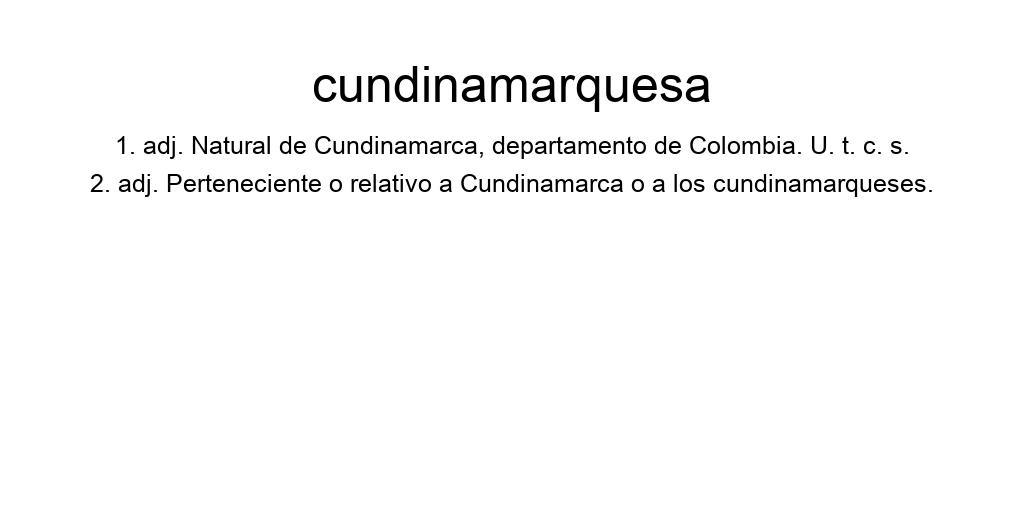 cundinamarquesa
1. adj. Natural de Cundinamarca, departamento de Colombia. U. t. c. s.
2. adj. Perteneciente o relativo a Cundinamarca o a los cundinamarqueses.